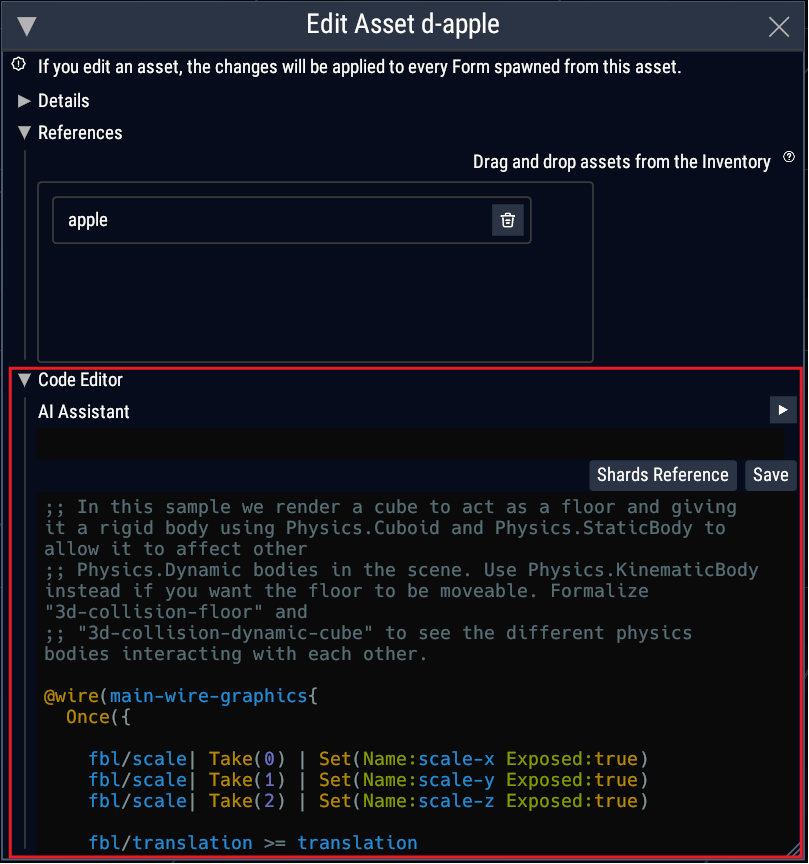 Edit Asset d-apple
If you edit an asset, the changes will be applied to every Form spawned from this asset.
Details
References
Drag and drop assets from the Inventory
apple
Code Editor
AI Assistant
Shards Reference
Save
;; In this sample we render a cube to act as a floor and giving
it a rigid body using Physics.Cuboid and Physics.StaticBody to
allow it to affect other
;; Physics.Dynamic bodies in the scene. Use Physics.KinematicBody
instead if you want the floor to be moveable. Formalize
"3d-collision-floor" and
;; "3d-collision-dynamic-cube" to see the different physics
bodies interacting with each other.
@wire(main-wire-graphics{
Once({
fbl/scale| Take(0) | Set(Name:scale-x Exposed:true)
fbl/scale| Take(1) | Set(Name:scale-y Exposed:true)
fbl/scale| Take(2) | Set(Name:scale-z Exposed:true)
fbl/translation >= translation